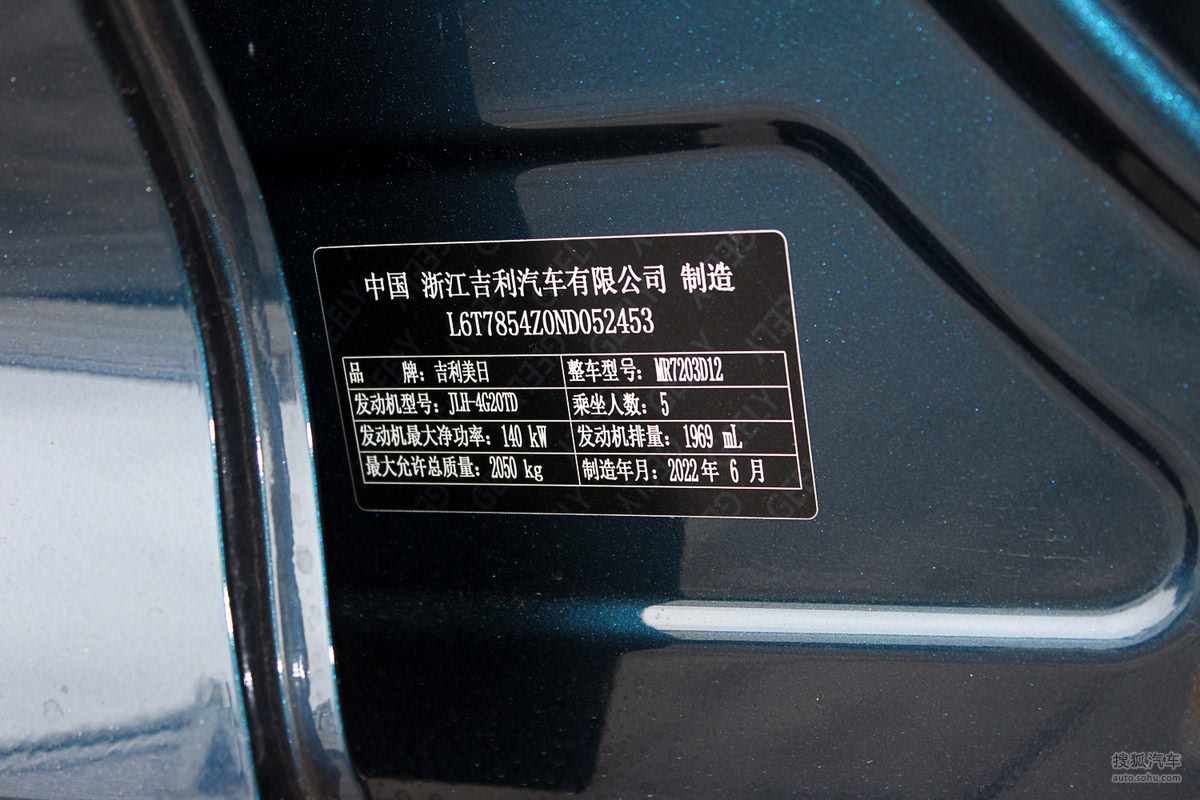 中国 浙江吉利汽车有限公司 制造
L6T7854Z0ND052453
品 牌：吉利美日 整车型号：MR7203D12
发动机型号：JLH-4G20TD 乘坐人数：5
发动机最大净功率：140 kW 发动机排量：1969 mL
最大允许总质量：2050 kg 制造年月：2022年 6 月
搜狐汽车
auto.sohu.com